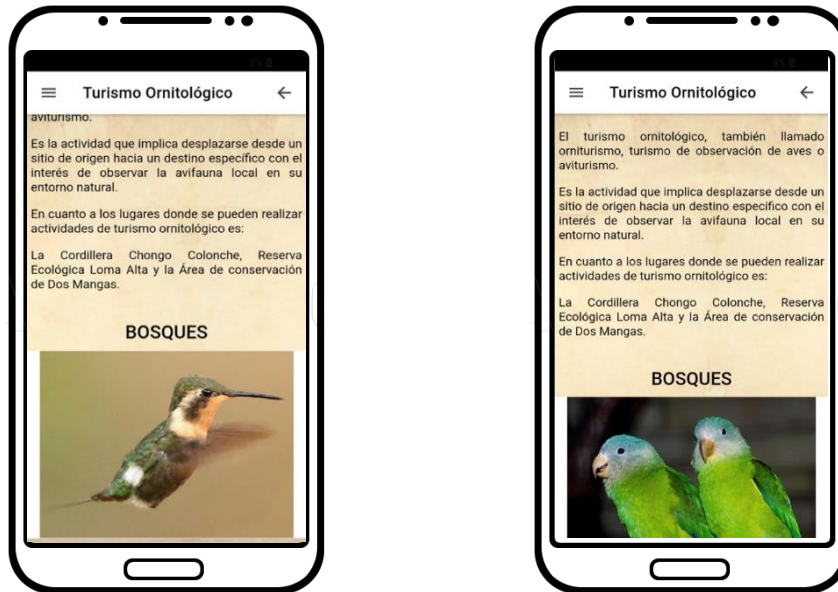 Turismo Ornitológico
aviturismo.
Es la actividad que implica desplazarse desde un
sitio de origen hacia un destino específico con el
interés de observar la avifauna local en su
entorno natural.
En cuanto a los lugares donde se pueden realizar
actividades de turismo ornitológico es:
La Cordillera Chongo Colonche, Reserva
Ecológica Loma Alta y la Área de conservación
de Dos Mangas.
BOSQUES
Turismo Ornitológico
El turismo ornitológico, también llamado
orniturismo, turismo de observación de aves o
aviturismo.
Es la actividad que implica desplazarse desde un
sitio de origen hacia un destino específico con el
interés de observar la avifauna local en su
entorno natural.
En cuanto a los lugares donde se pueden realizar
actividades de turismo ornitológico es:
La Cordillera Chongo Colonche, Reserva
Ecológica Loma Alta y la Área de conservación
de Dos Mangas.
BOSQUES